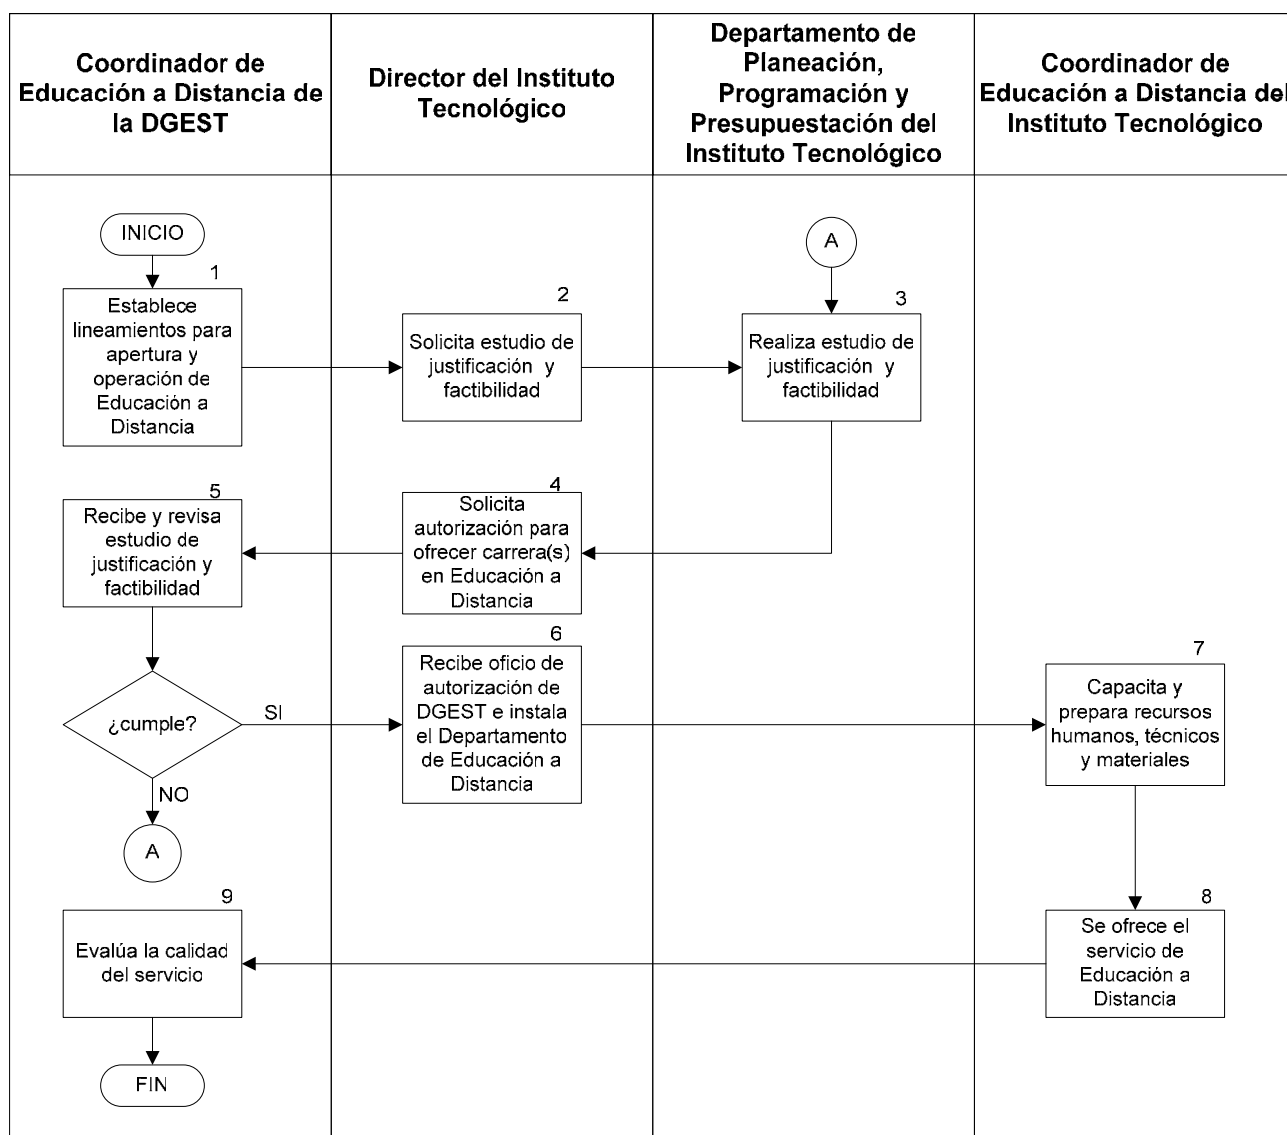 Coordinador de
Educación a Distancia de
la DGEST
Director del Instituto
Tecnológico
Departamento de
Planeación,
Programación y
Presupuestación del
Instituto Tecnológico
Coordinador de
Educación a Distancia del
Instituto Tecnológico
INICIO
1
Establece
lineamientos para
apertura y
operación de
Educación a
Distancia
2
Solicita estudio de
justificación y
factibilidad
A
3
Realiza estudio de
justificación y
factibilidad
4
Solicita
autorización para
ofrecer carrera(s)
en Educación a
Distancia
5
Recibe y revisa
estudio de
justificación y
factibilidad
¿cumple?
SI
NO
A
6
Recibe oficio de
autorización de
DGEST e instala
el Departamento
de Educación a
Distancia
7
Capacita y
prepara recursos
humanos, técnicos
y materiales
8
Se ofrece el
servicio de
Educación a
Distancia
9
Evalúa la calidad
del servicio
FIN